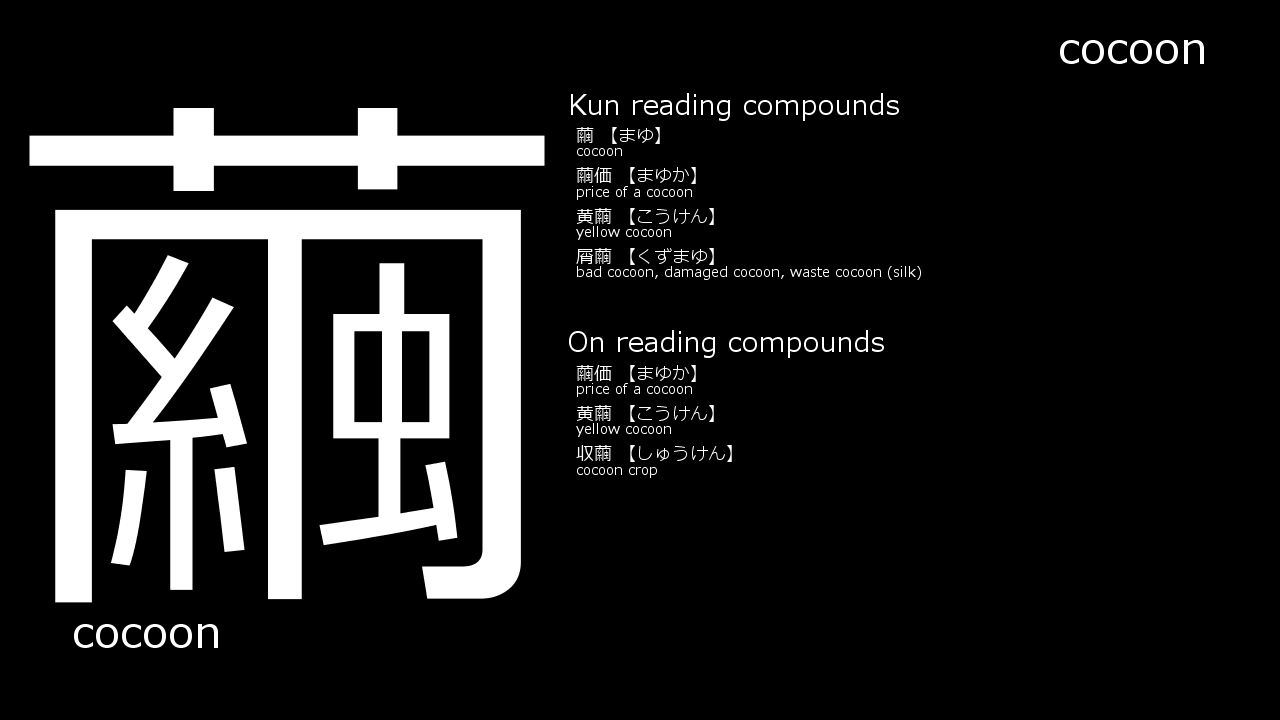 cocoon
繭
cocoon
Kun reading compounds
繭 【まゆ】
cocoon
繭価 【まゆか】
price of a cocoon
黄繭 【こうけん】
yellow cocoon
屑繭 【くずまゆ】
bad cocoon, damaged cocoon, waste cocoon (silk)
On reading compounds
繭価 【まゆか】
price of a cocoon
黄繭 【こうけん】
yellow cocoon
収繭 【しゅうけん】
cocoon crop